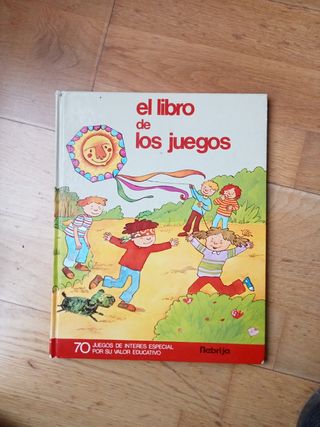 el libro
de
los juegos
70 JUEGOS DE INTERES ESPECIAL
POR SU VALOR EDUCATIVO
Nebrija